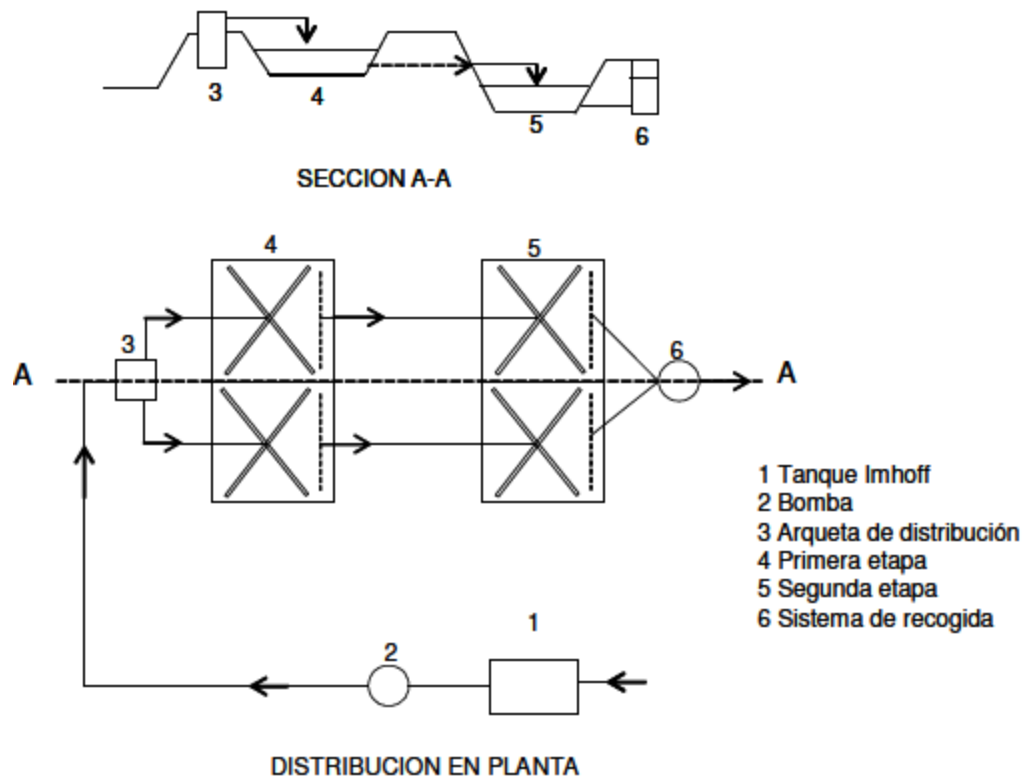 3
4
5
6
SECCION A-A
4
5
3
6
A
A
1 Tanque Imhoff
2 Bomba
3 Arqueta de distribución
4 Primera etapa
5 Segunda etapa
6 Sistema de recogida
1
2
DISTRIBUCION EN PLANTA